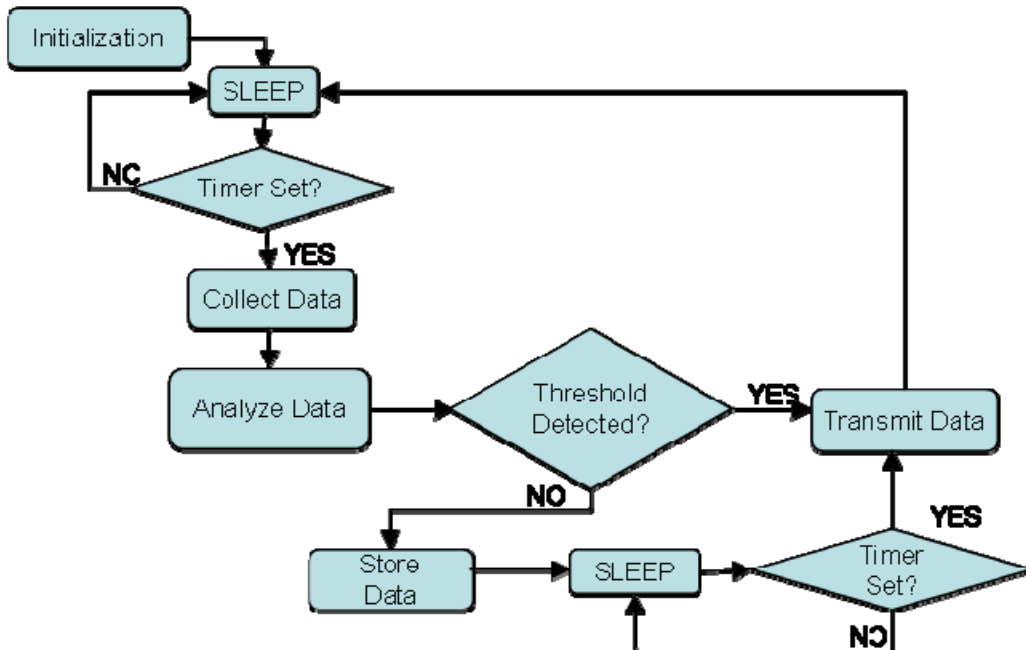 Initialization
SLEEP
NC
Timer Set?
YES
Collect Data
Analyze Data
Threshold
Detected?
YES
Transmit Data
NO
YES
Store
Data
SLEEP
Timer
Set?
NO